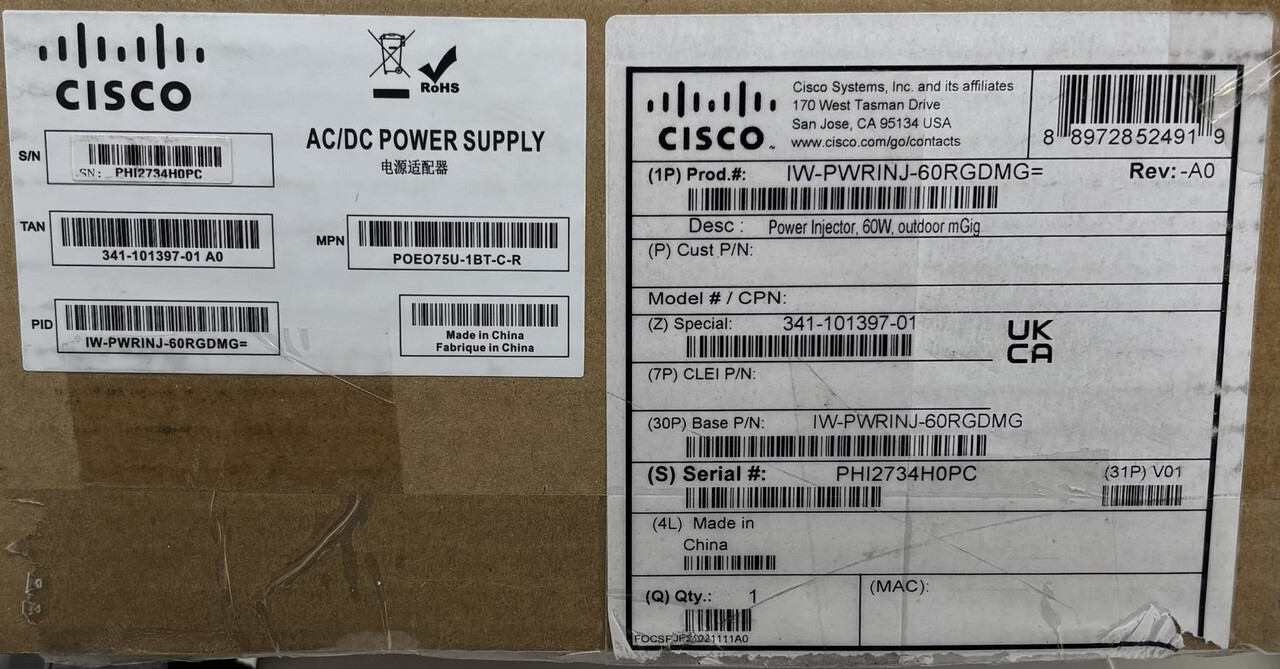 CISCO
RoHS
AC/DC POWER SUPPLY
电源适配器
S/N
SN: PHI2734H0PC
TAN
341-101397-01 A0
MPN
POEO75U-1BT-C-R
PID
IW-PWRINJ-60RGDMG=
Made in China
Fabrique in China
CISCO
Cisco Systems, Inc. and its affiliates
170 West Tasman Drive
San Jose, CA 95134 USA
www.cisco.com/go/contacts
8 89728 52491 9
(1P) Prod.#: IW-PWRINJ-60RGDMG= Rev: -A0
Desc : Power Injector, 60W, outdoor mGig
(P) Cust P/N:
Model # / CPN:
(Z) Special: 341-101397-01
UK
CA
(7P) CLEI P/N:
(30P) Base P/N: IW-PWRINJ-60RGDMG
(S) Serial #: PHI2734H0PC (31P) V01
(4L) Made in
China
(Q) Qty.: 1
(MAC):